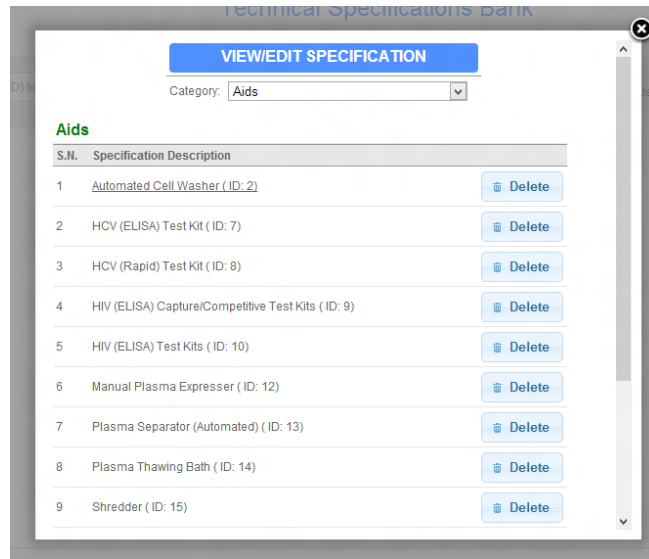 Technical Specifications Bank
VIEW/EDIT SPECIFICATION
Category: Aids
Aids
S.N. Specification Description
1 Automated Cell Washer ( ID: 2) Delete
2 HCV (ELISA) Test Kit ( ID: 7) Delete
3 HCV (Rapid) Test Kit ( ID: 8) Delete
4 HIV (ELISA) Capture/Competitive Test Kits ( ID: 9) Delete
5 HIV (ELISA) Test Kits ( ID: 10) Delete
6 Manual Plasma Expresser ( ID: 12) Delete
7 Plasma Separator (Automated) ( ID: 13) Delete
8 Plasma Thawing Bath ( ID: 14) Delete
9 Shredder ( ID: 15) Delete